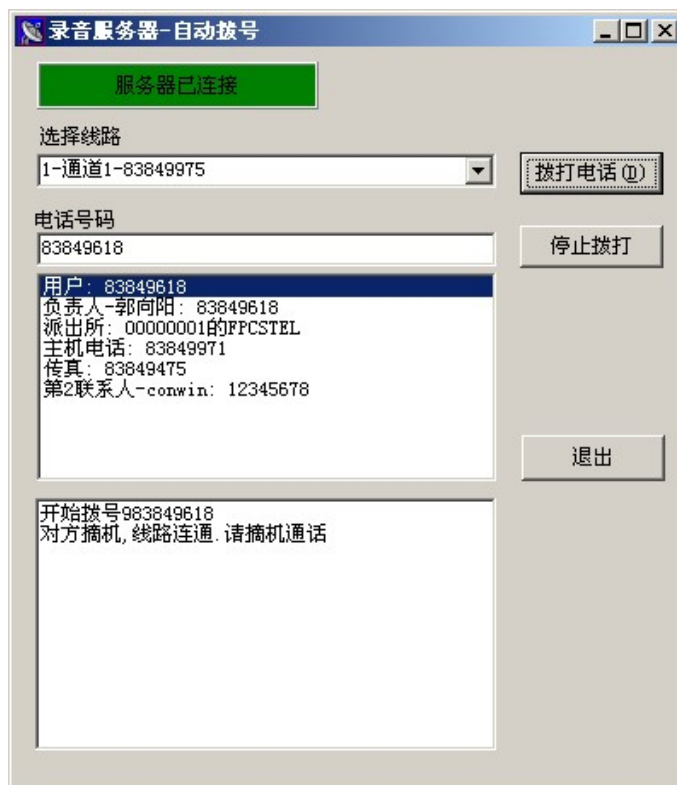 录音服务器-自动拨号
服务器已连接
选择线路
1-通道1-83849975
拨打电话(D)
电话号码
83849618
停止拨打
用户: 83849618
负责人-郭向阳: 83849618
派出所: 00000001的FPCSTEL
主机电话: 83849971
传真: 83849475
第2联系人-conwin: 12345678
退出
开始拨号983849618
对方摘机,线路连通.请摘机通话